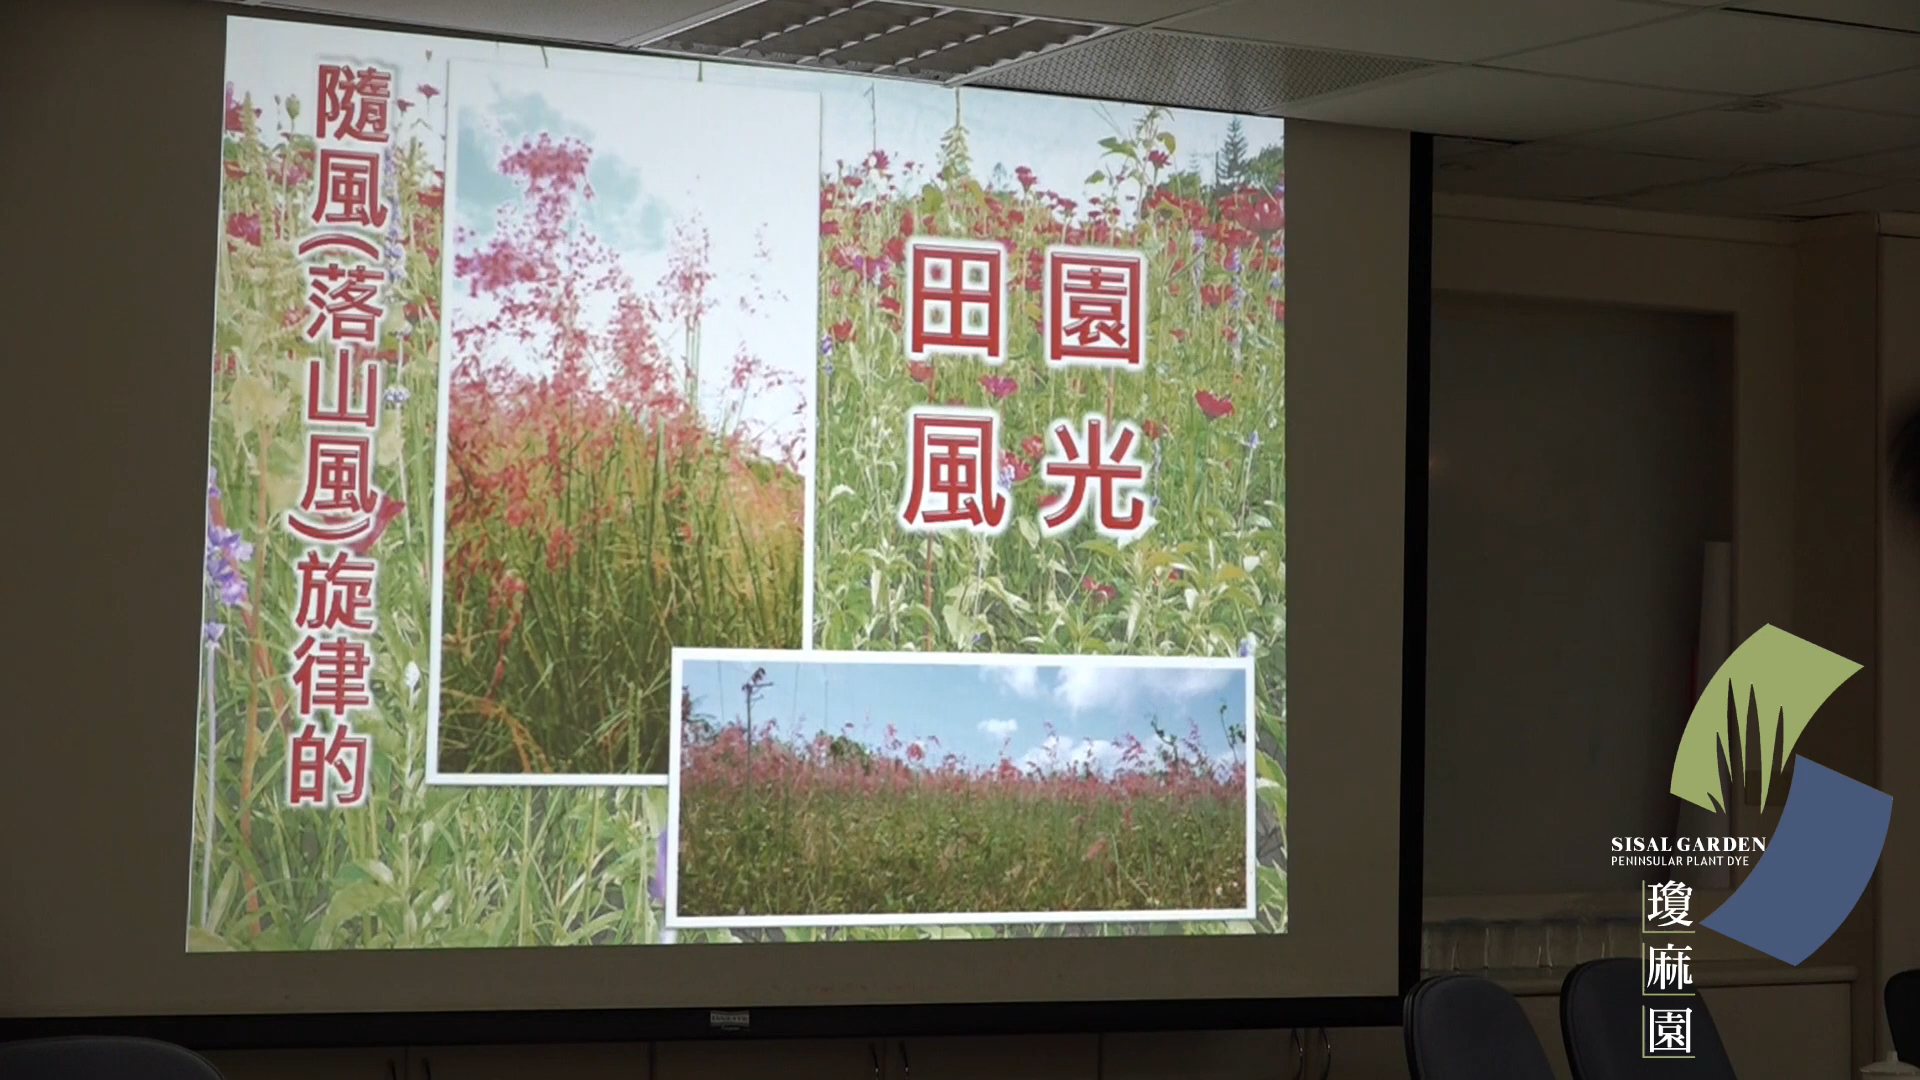 隨風(落山風)旋律的
田園
風光
SISAL GARDEN
PENINSULAR PLANT DYE
瓊麻園